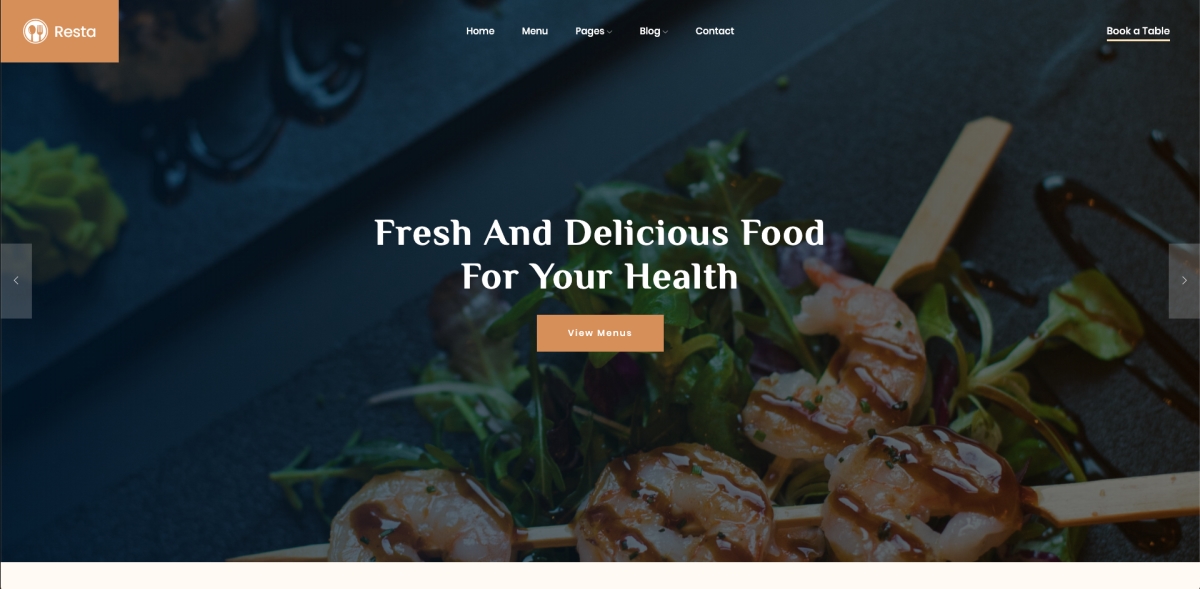 Resta
Home Menu Pages Blog Contact
Book a Table
Fresh And Delicious Food
For Your Health
View Menus